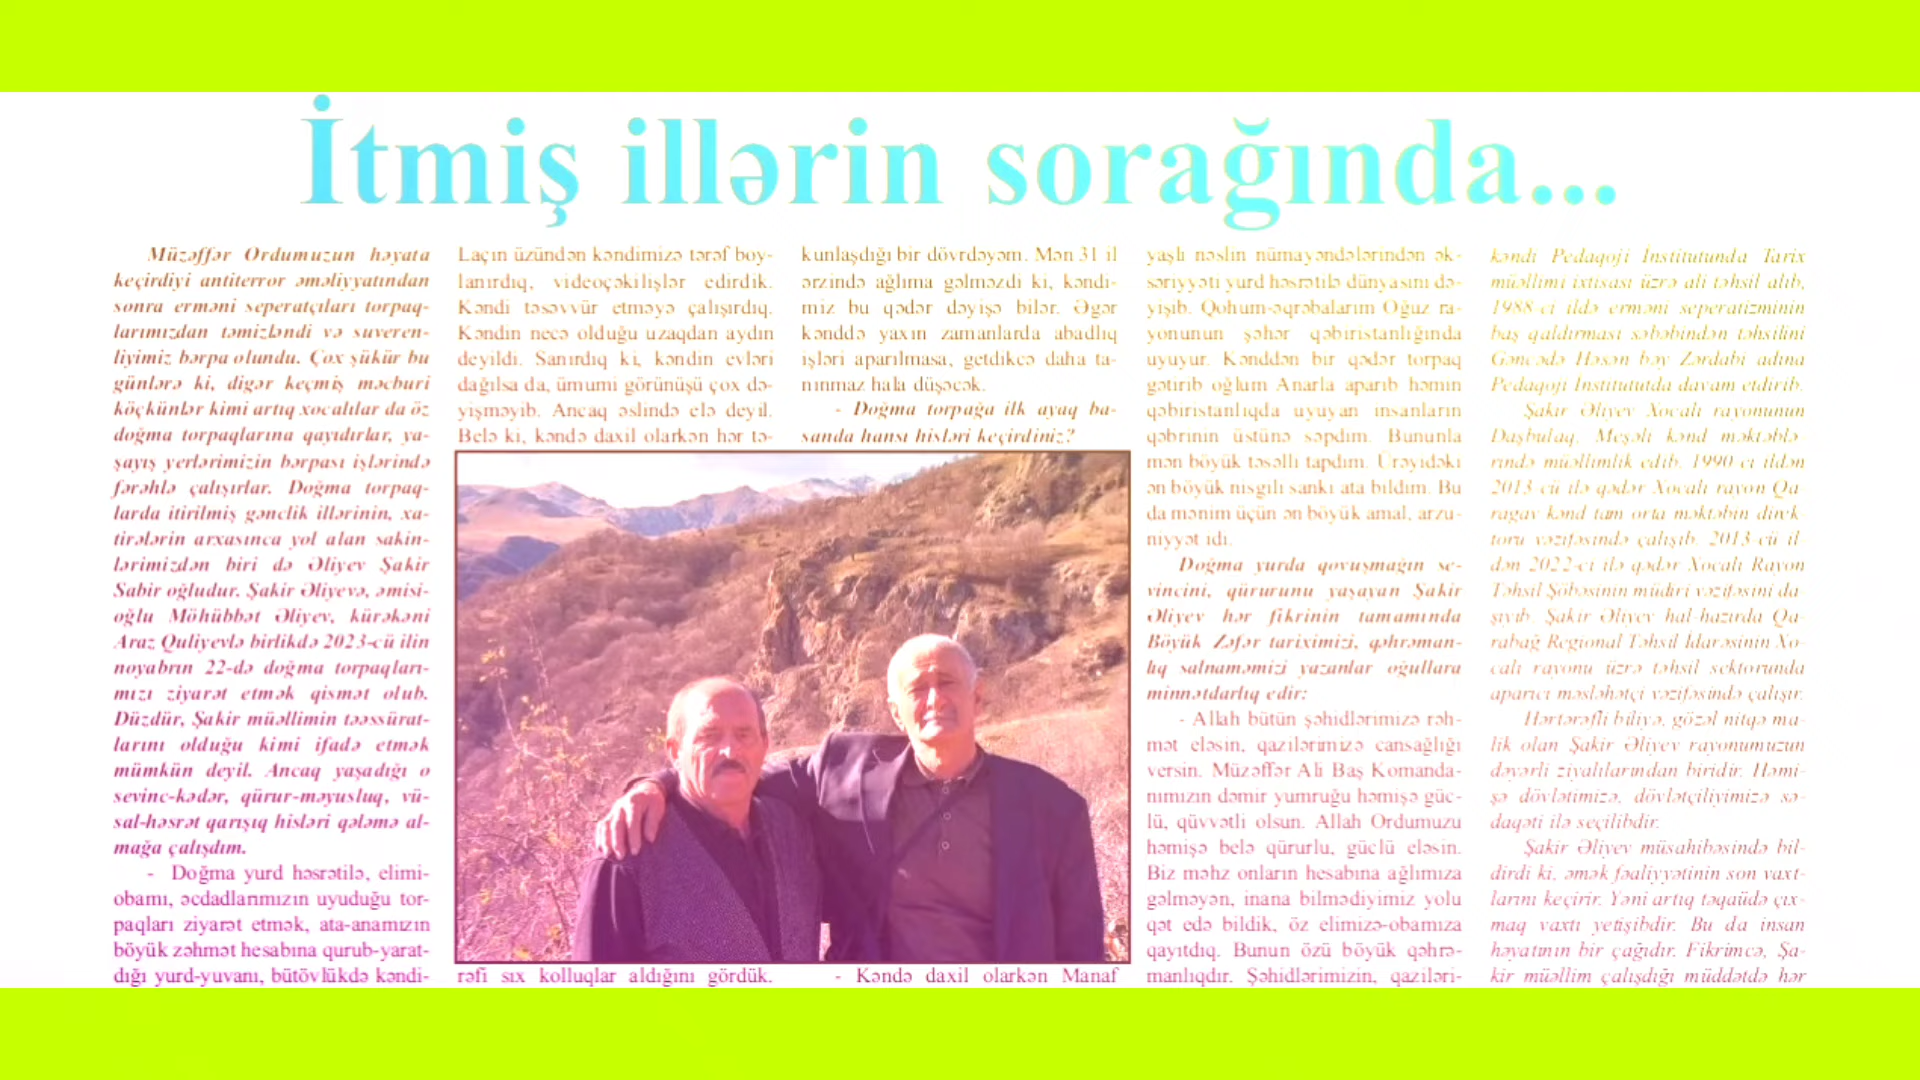 İtmiş illərin sorağında...
Müzəffər Ordumuzun həyata
keçirdiyi antiterror əməliyyatından
sonra erməni seperatçıları torpaq-
larımızdan təmizləndi və suveren-
liyimiz bərpa olundu. Çox şükür bu
günlərə ki, digər keçmiş məcburi
köçkünlər kimi artıq xocalılar da öz
doğma torpaqlarına qayıdırlar, ya-
şayış yerlərimizin bərpası işlərində
fərəhlə çalışırlar. Doğma torpaq-
larda itirilmiş gənclik illərinin, xa-
tirələrin arxasınca yol alan sakin-
lərimizdən biri də Əliyev Şakir
Sabir oğludur. Şakir Əliyevə, əmisi-
oğlu Möhübbət Əliyev, kürəkəni
Araz Quliyevlə birlikdə 2023-cü ilin
noyabrın 22-də doğma torpaqları-
mızı ziyarət etmək qismət olub.
Düzdür, Şakir müəllimin təəssürat-
larını olduğu kimi ifadə etmək
mümkün deyil. Ancaq yaşadığı o
sevinc-kədər, qürur-məyusluq, vü-
sal-həsrət qarışıq hisləri qələmə al-
mağa çalışdım.
- Doğma yurd həsrətilə, elimi-
obamı, əcdadlarımızın uyuduğu tor-
paqları ziyarət etmək, ata-anamızın
böyük zəhmət hesabına qurub-yarat-
dığı yurd-yuvanı, bütövlükdə kəndi-
Laçın üzündən kəndimizə tərəf boy-
lanırdıq, videoçəkilişlər edirdik.
Kəndi təsəvvür etməyə çalışırdıq.
Kəndin necə olduğu uzaqdan aydın
deyildi. Sanırdıq ki, kəndin evləri
dağılsa da, ümumi görünüşü çox də-
yişməyib. Ancaq əslində elə deyil.
Belə ki, kəndə daxil olarkən hər tə-
rəfi sıx kolluqlar aldığını gördük.
kunlaşdığı bir dövrdəyəm. Mən 31 il
ərzində ağlıma gəlməzdi ki, kəndi-
miz bu qədər dəyişə bilər. Əgər
kənddə yaxın zamanlarda abadlıq
işləri aparılmasa, getdikcə daha ta-
nınmaz hala düşəcək.
- Doğma torpağa ilk ayaq ba-
sanda hansı hisləri keçirdiniz?
- Kəndə daxil olarkən Manaf
yaşlı nəslin nümayəndələrindən ək-
səriyyəti yurd həsrətilə dünyasını də-
yişib. Qohum-əqrəbalarım Oğuz ra-
yonunun şəhər qəbiristanlığında
uyuyur. Kənddən bir qədər torpaq
gətirib oğlum Anarla aparıb həmin
qəbiristanlıqda uyuyan insanların
qəbrinin üstünə səpdim. Bununla
mən böyük təsəlli tapdım. Ürəyidəki
ən böyük nisgili sanki ata bildim. Bu
da mənim üçün ən böyük amal, arzu-
niyyət idi.
Doğma yurda qovuşmağın se-
vincini, qürurunu yaşayan Şakir
Əliyev hər fikrinin tamamında
Böyük Zəfər tariximizi, qəhrəman-
lıq salnaməmizi yazanlar oğullara
minnətdarlıq edir:
- Allah bütün şəhidlərimizə rəh-
mət eləsin, qazilərimizə cansağlığı
versin. Müzəffər Ali Baş Komanda-
nımızın dəmir yumruğu həmişə güc-
lü, qüvvətli olsun. Allah Ordumuzu
həmişə belə qürurlu, güclü eləsin.
Biz məhz onların hesabına ağlımıza
gəlməyən, inana bilmədiyimiz yolu
qət edə bildik, öz elimizə-obamıza
qayıtdıq. Bunun özü böyük qəhrə-
manlıqdır. Şəhidlərimizin, qaziləri-
kəndi Pedaqoji İnstitutunda Tarix
müəllimi ixtisası üzrə ali təhsil alıb,
1988-ci ildə erməni seperatizminin
baş qaldırması səbəbindən təhsilini
Gəncədə Həsən bəy Zərdabi adına
Pedaqoji İnstitututda davam etdirib.
Şakir Əliyev Xocalı rayonunun
Daşbulaq, Meşəli kənd məktəblə-
rində müəllimlik edib. 1990-cı ildən
2013-cü ilə qədər Xocalı rayon Qa-
ragav kənd tam orta məktəbin direk-
toru vəzifəsində çalışıb. 2013-cü il-
dən 2022-ci ilə qədər Xocalı Rayon
Təhsil Şöbəsinin müdiri vəzifəsini da-
şıyıb. Şakir Əliyev hal-hazırda Qa-
rabağ Regional Təhsil İdarəsinin Xo-
calı rayonu üzrə təhsil sektorunda
aparıcı məsləhətçi vəzifəsində çalışır.
Hərtərəfli biliyə, gözəl nitqə ma-
lik olan Şakir Əliyev rayonumuzun
dəyərli ziyalılarından biridir. Həmi-
şə dövlətimizə, dövlətçiliyimizə sə-
daqəti ilə seçilibdir.
Şakir Əliyev müsahibəsində bil-
dirdi ki, əmək fəaliyyətinin son vaxt-
larını keçirir. Yəni artıq təqaüdə çıx-
maq vaxtı yetişibdir. Bu da insan
həyatının bir çağıdır. Fikrimcə, Şa-
kir müəllim çalışdığı müddətdə hər